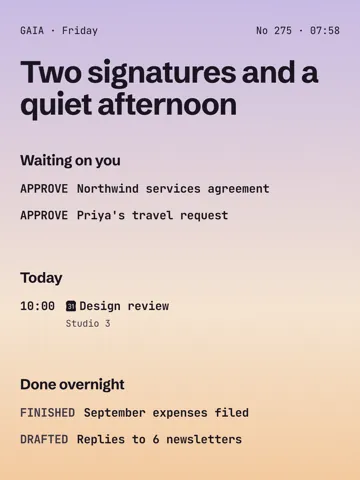 GAIA · Friday
No 275 · 07:58
Two signatures and a
quiet afternoon
Waiting on you
APPROVE Northwind services agreement
APPROVE Priya's travel request
Today
10:00 31 Design review
Studio 3
Done overnight
FINISHED September expenses filed
DRAFTED Replies to 6 newsletters